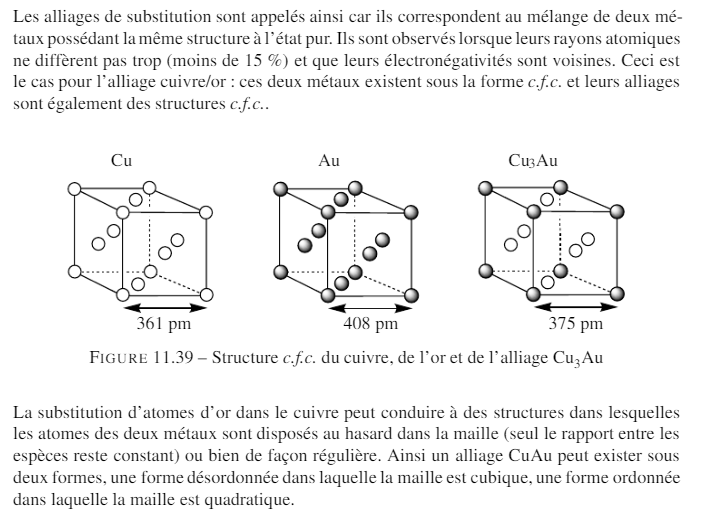 Les alliages de substitution sont appelés ainsi car ils correspondent au mélange de deux mé-
taux possédant la même structure à l'état pur. Ils sont observés lorsque leurs rayons atomiques
ne diffèrent pas trop (moins de 15 %) et que leurs électronégativités sont voisines. Ceci est
le cas pour l'alliage cuivre/or : ces deux métaux existent sous la forme c.f.c. et leurs alliages
sont également des structures c.f.c..
Cu Au Cu₃Au
361 pm 408 pm 375 pm
FIGURE 11.39 – Structure c.f.c. du cuivre, de l'or et de l'alliage Cu₃Au
La substitution d'atomes d'or dans le cuivre peut conduire à des structures dans lesquelles
les atomes des deux métaux sont disposés au hasard dans la maille (seul le rapport entre les
espèces reste constant) ou bien de façon régulière. Ainsi un alliage CuAu peut exister sous
deux formes, une forme désordonnée dans laquelle la maille est cubique, une forme ordonnée
dans laquelle la maille est quadratique.